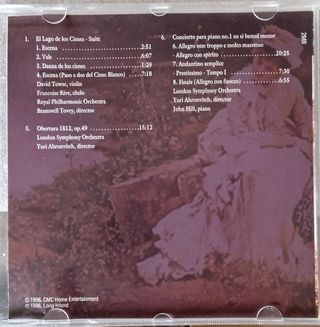 1. El Lago de los Cisnes - Suite
1. Escena 2:51
2. Vals 6:07
3. Danza de los cisnes 1:29
4. Escena (Paso a dos del Cisne Blanco) 7:18
David Towse, violin
Francoise Rive, chelo
Royal Philharmonic Orchestra
Bramwell Tovey, director
5. Obertura 1812, op.49 15:12
London Symphony Orchestra
Yuri Ahronvitch, director
6. Concierto para piano no.1 en si bemol menor
6. Allegro non troppo e molto maestoso
- Allegro con spirito 20:25
7. Andantino semplice
- Prestissimo - Tempo I 7:30
8. Finale (Allegro con fuoco) 6:55
London Symphony Orchestra
Yuri Ahronvitch, director
John Hill, piano
© 1996, CMC Home Entertainment
℗ 1996, Long Island